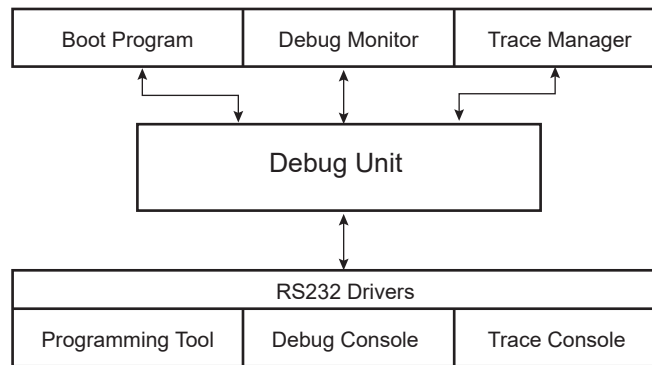 Boot Program Debug Monitor Trace Manager
Debug Unit
RS232 Drivers
Programming Tool Debug Console Trace Console